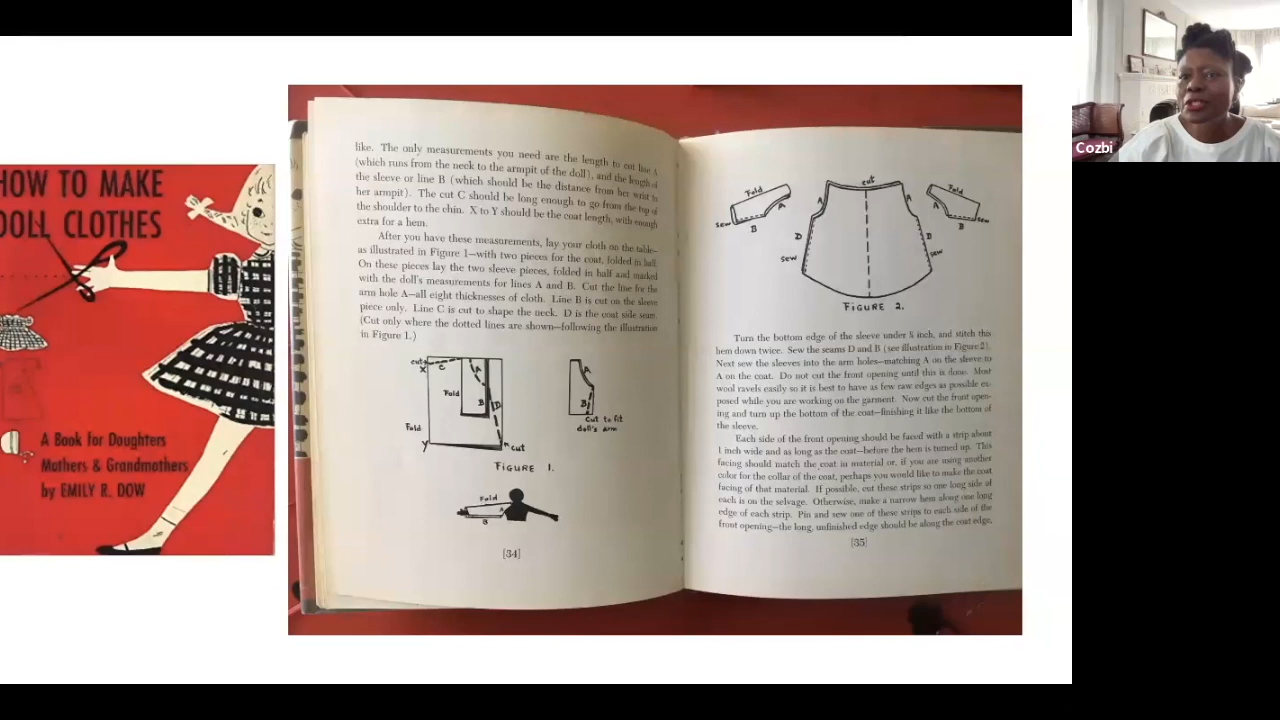 HOW TO MAKE
DOLL CLOTHES
A Book for Daughters
Mothers & Grandmothers
by EMILY R. DOW
like. The only measurements you need are the length to cut line A
(which runs from the neck to the armpit of the doll), and the length of
the sleeve or line B (which should be the distance from her wrist to
her armpit). The cut C should be long enough to go from the top of
the shoulder to the chin. X to Y should be the coat length, with enough
extra for a hem.
After you have these measurements, lay your cloth on the table—
as illustrated in Figure 1—with two pieces for the coat, folded in half.
On these pieces lay the two sleeve pieces, folded in half and marked
with the doll's measurements for lines A and B. Cut the line for the
arm hole A—all eight thicknesses of cloth. Line B is cut on the sleeve
piece only. Line C is cut to shape the neck. D is the coat side seam.
(Cut only where the dotted lines are shown—following the illustration
in Figure 1.)
cut
X
C
A
Fold
B
D
Fold
Y
cut
A
B
Cut to fit
doll's arm
FIGURE 1.
Fold
A
B
[34]
cut
Fold
A
sew
B
A
D
sew
A
D
sew
Fold
A
sew
B
FIGURE 2.
Turn the bottom edge of the sleeve under inch, and stitch this
hem down twice. Sew the seams D and B (see illustration in Figure 2).
Next sew the sleeves into the arm holes—matching A on the sleeve to
A on the coat. Do not cut the front opening until this is done. Most
wool ravels easily so it is best to have as few raw edges as possible ex-
posed while you are working on the garment. Now cut the front open-
ing and turn up the bottom of the coat—finishing it like the bottom of
the sleeve.
Each side of the front opening should be faced with a strip about
1 inch wide and as long as the coat—before the hem is turned up. This
facing should match the coat in material or, if you are using another
color for the collar of the coat, perhaps you would like to make the coat
facing of that material. If possible, cut these strips so one long side of
each is on the selvage. Otherwise, make a narrow hem along one long
edge of each strip. Pin and sew one of these strips to each side of the
front opening—the long, unfinished edge should be along the coat edge,
[35]
Cozbi